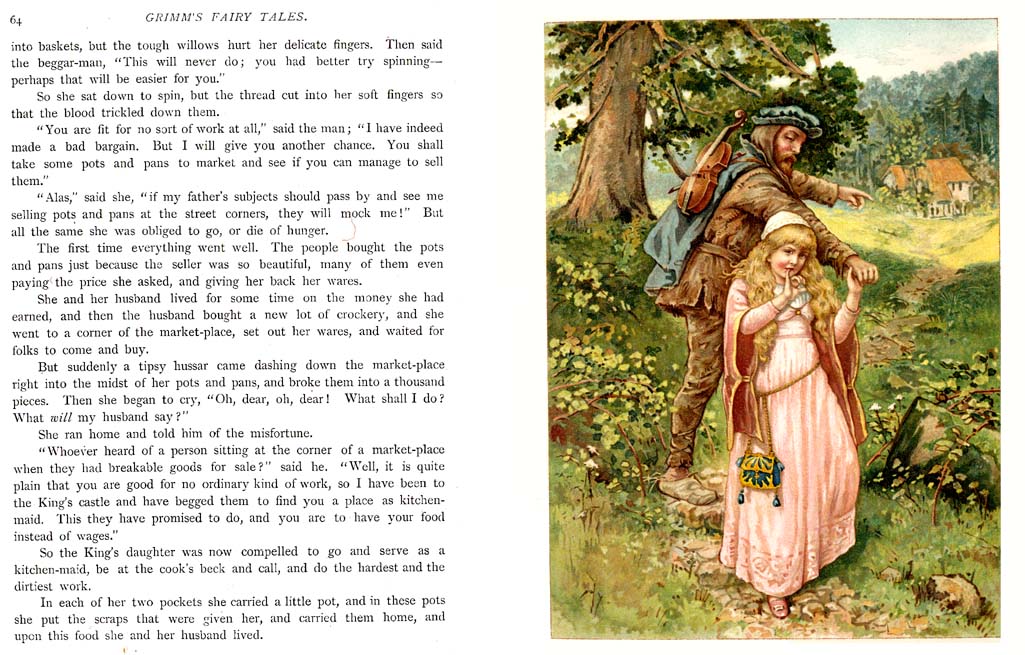 64
GRIMM'S FAIRY TALES.
into baskets, but the tough willows hurt her delicate fingers. Then said
the beggar-man, "This will never do; you had better try spinning—
perhaps that will be easier for you."
So she sat down to spin, but the thread cut into her soft fingers so
that the blood trickled down them.
"You are fit for no sort of work at all," said the man; "I have indeed
made a bad bargain. But I will give you another chance. You shall
take some pots and pans to market and see if you can manage to sell
them."
"Alas," said she, "if my father's subjects should pass by and see me
selling pots and pans at the street corners, they will mock me!" But
all the same she was obliged to go, or die of hunger.
The first time everything went well. The people bought the pots
and pans just because the seller was so beautiful, many of them even
paying the price she asked, and giving her back her wares.
She and her husband lived for some time on the money she had
earned, and then the husband bought a new lot of crockery, and she
went to a corner of the market-place, set out her wares, and waited for
folks to come and buy.
But suddenly a tipsy hussar came dashing down the market-place
right into the midst of her pots and pans, and broke them into a thousand
pieces. Then she began to cry, "Oh, dear, oh, dear! What shall I do?
What will my husband say?"
She ran home and told him of the misfortune.
"Whoever heard of a person sitting at the corner of a market-place
when they had breakable goods for sale?" said he. "Well, it is quite
plain that you are good for no ordinary kind of work, so I have been to
the King's castle and have begged them to find you a place as kitchen-
maid. This they have promised to do, and you are to have your food
instead of wages."
So the King's daughter was now compelled to go and serve as a
kitchen-maid, be at the cook's beck and call, and do the hardest and the
dirtiest work.
In each of her two pockets she carried a little pot, and in these pots
she put the scraps that were given her, and carried them home, and
upon this food she and her husband lived.